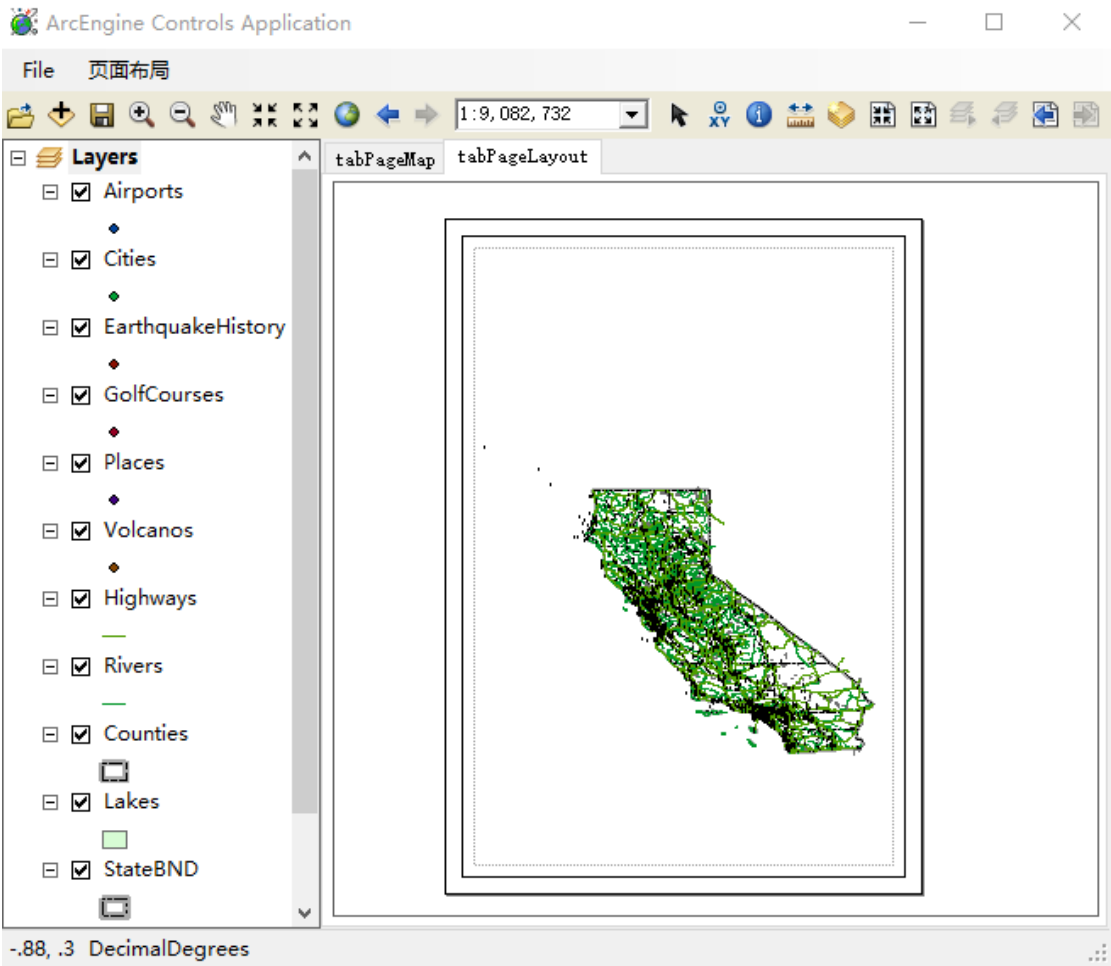 ArcEngine Controls Application
File 页面布局
1:9,082,732
XY
Layers
tabPageMap tabPageLayout
Airports
Cities
EarthquakeHistory
GolfCourses
Places
Volcanos
Highways
Rivers
Counties
Lakes
StateBND
-.88, .3 DecimalDegrees